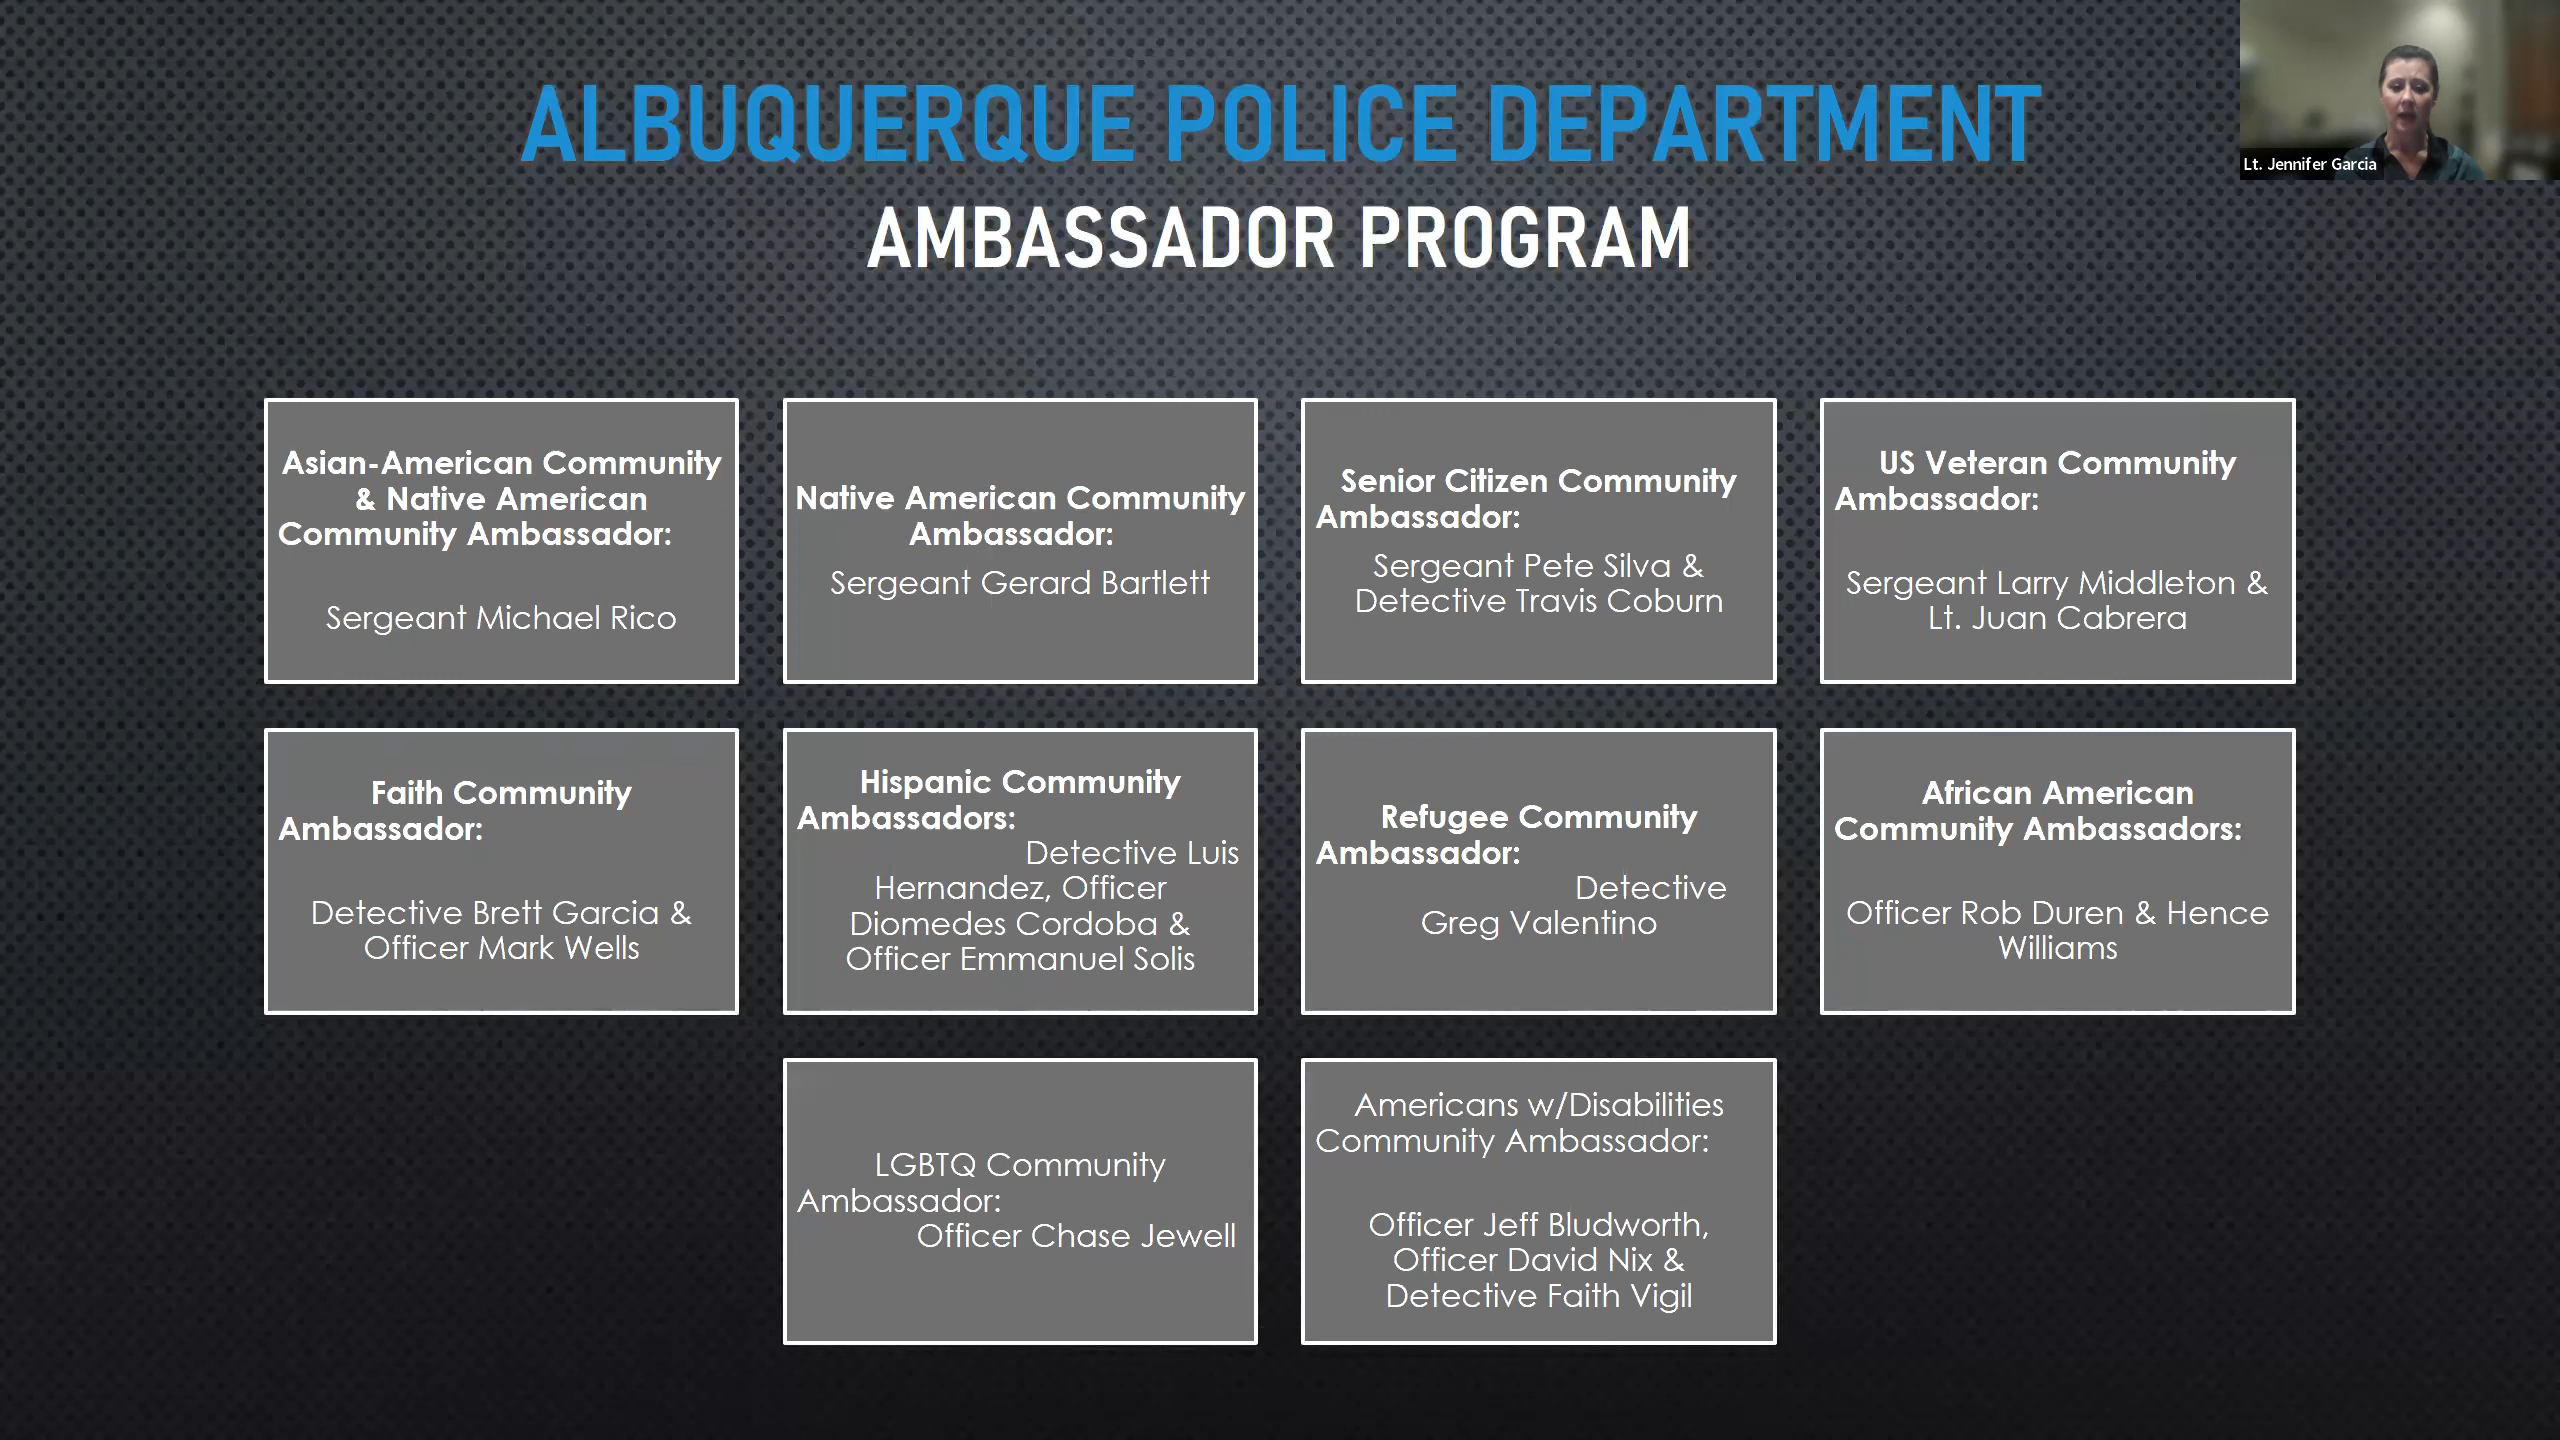 ALBUQUERQUE POLICE DEPARTMENT
AMBASSADOR PROGRAM
Lt. Jennifer Garcia
Asian-American Community
& Native American
Community Ambassador:
Sergeant Michael Rico
Native American Community
Ambassador:
Sergeant Gerard Bartlett
Senior Citizen Community
Ambassador:
Sergeant Pete Silva &
Detective Travis Coburn
US Veteran Community
Ambassador:
Sergeant Larry Middleton &
Lt. Juan Cabrera
Faith Community
Ambassador:
Detective Brett Garcia &
Officer Mark Wells
Hispanic Community
Ambassadors:
Detective Luis
Hernandez, Officer
Diomedes Cordoba &
Officer Emmanuel Solis
Refugee Community
Ambassador:
Detective
Greg Valentino
African American
Community Ambassadors:
Officer Rob Duren & Hence
Williams
LGBTQ Community
Ambassador:
Officer Chase Jewell
Americans w/Disabilities
Community Ambassador:
Officer Jeff Bludworth,
Officer David Nix &
Detective Faith Vigil